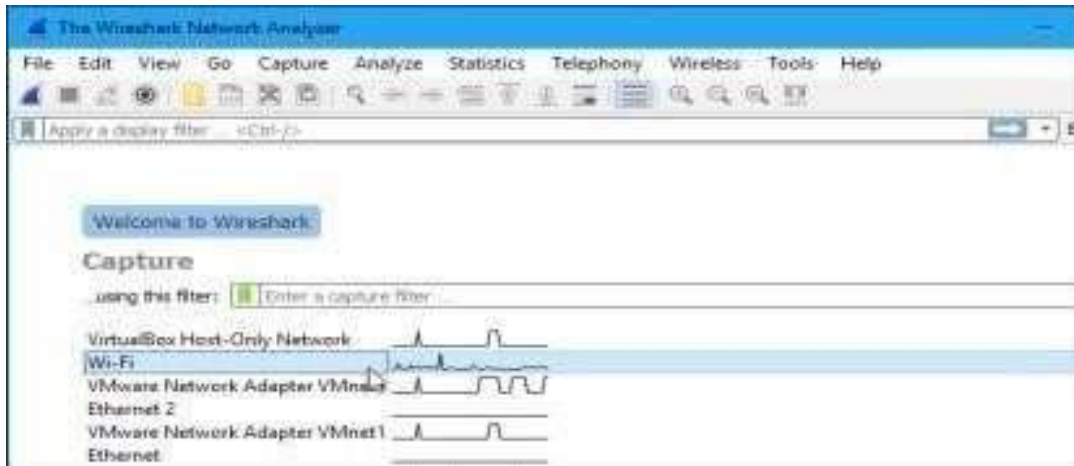 The Wireshark Network Analyzer
File Edit View Go Capture Analyze Statistics Telephony Wireless Tools Help
Apply a display filter ... <Ctrl-/>
Welcome to Wireshark
Capture
...using this filter: Enter a capture filter ...
VirtualBox Host-Only Network
Wi-Fi
VMware Network Adapter
Ethernet 2
VMware Network Adapter VMnet1
Ethernet